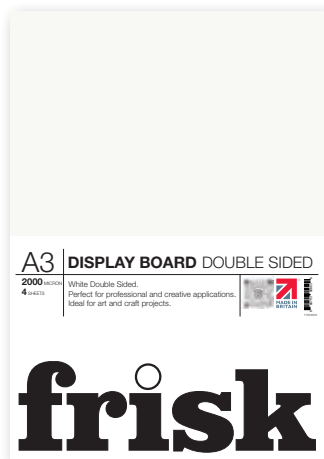 A3 DISPLAY BOARD DOUBLE SIDED
2000 MICRON
4 SHEETS
White Double Sided.
Perfect for professional and creative applications.
Ideal for art and craft projects.
MADE IN
BRITAIN
frisk